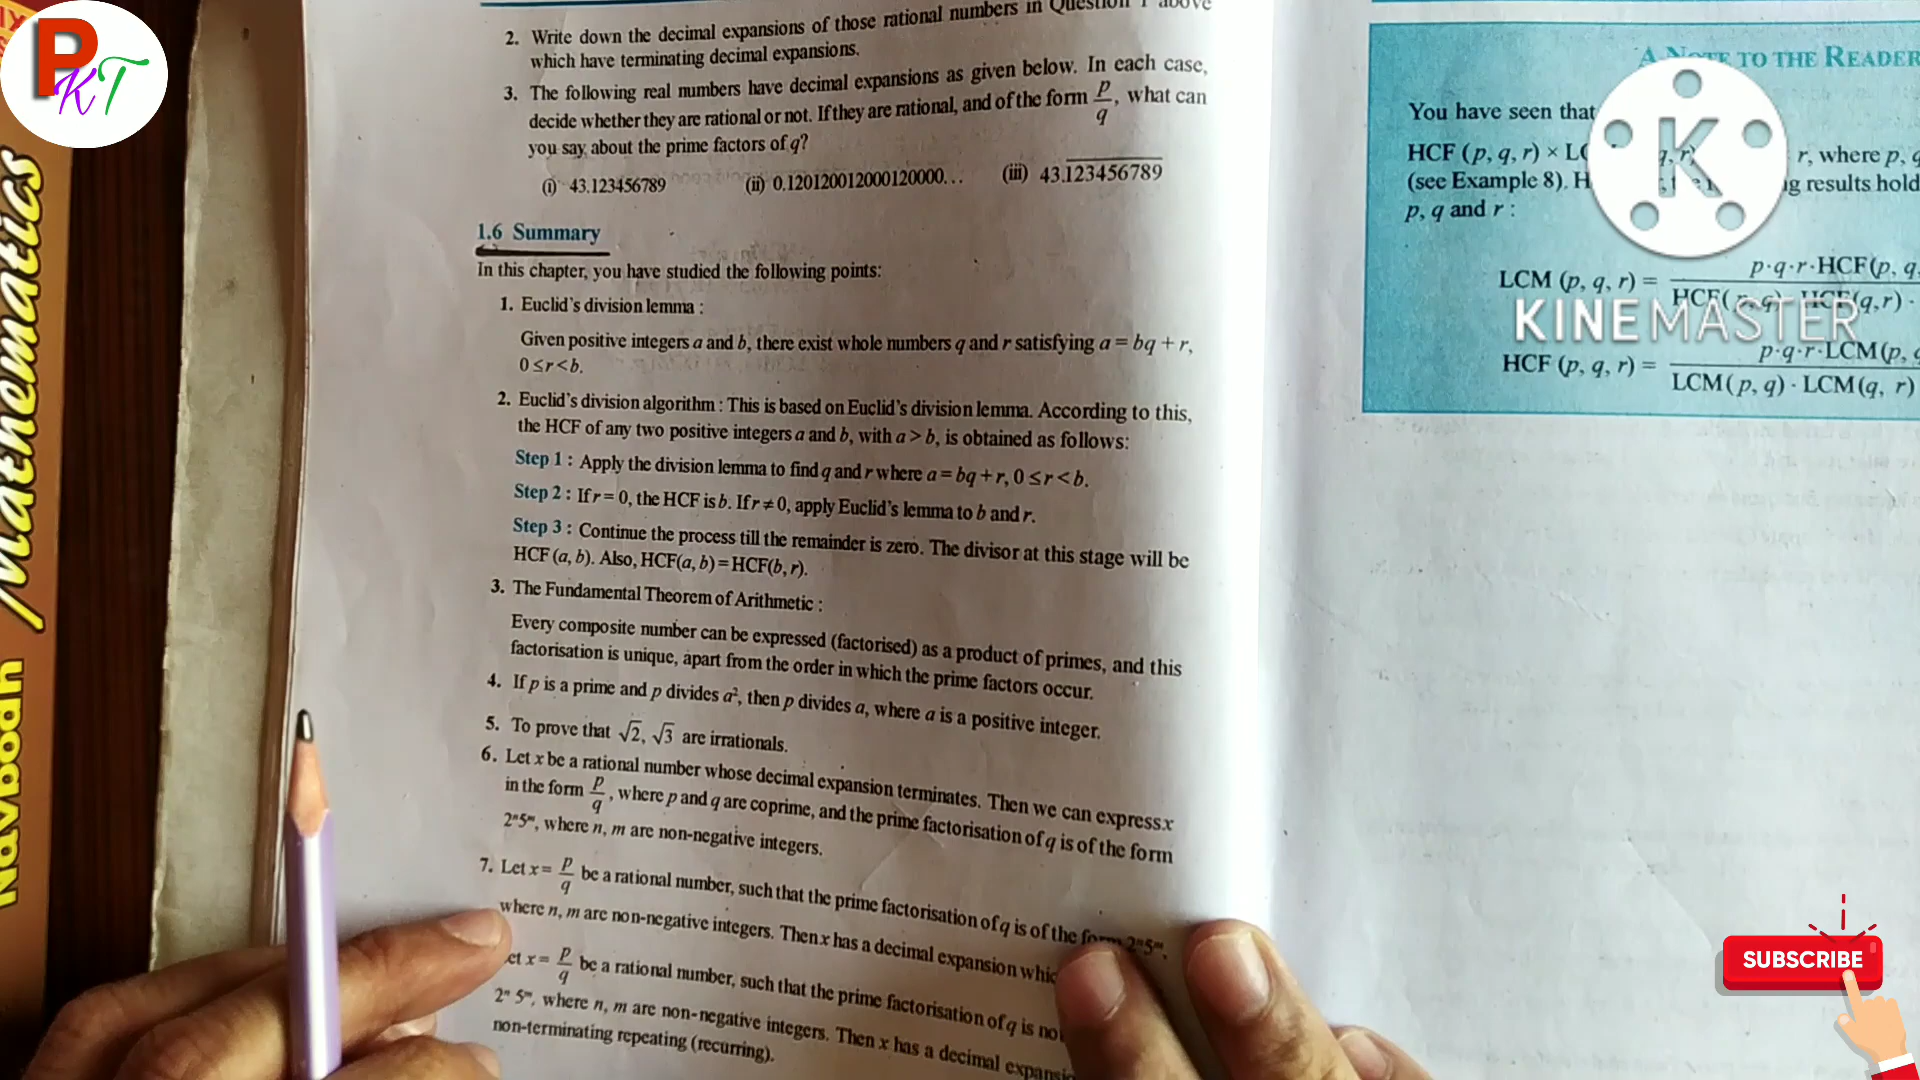 PKT
Mathematics
Navbodh
2. Write down the decimal expansions of those rational numbers in Question 1 above
which have terminating decimal expansions.
3. The following real numbers have decimal expansions as given below. In each case,
decide whether they are rational or not. If they are rational, and of the form p/q, what can
you say about the prime factors of q?
(i) 43.123456789 (ii) 0.120120012000120000... (iii) 43.\overline{123456789}
1.6 Summary
In this chapter, you have studied the following points:
1. Euclid's division lemma :
Given positive integers a and b, there exist whole numbers q and r satisfying a = bq + r,
0 ≤ r < b.
2. Euclid's division algorithm : This is based on Euclid's division lemma. According to this,
the HCF of any two positive integers a and b, with a > b, is obtained as follows:
Step 1 : Apply the division lemma to find q and r where a = bq + r, 0 ≤ r < b.
Step 2 : If r = 0, the HCF is b. If r ≠ 0, apply Euclid's lemma to b and r.
Step 3 : Continue the process till the remainder is zero. The divisor at this stage will be
HCF (a, b). Also, HCF(a, b) = HCF(b, r).
3. The Fundamental Theorem of Arithmetic :
Every composite number can be expressed (factorised) as a product of primes, and this
factorisation is unique, apart from the order in which the prime factors occur.
4. If p is a prime and p divides a², then p divides a, where a is a positive integer.
5. To prove that √2, √3 are irrationals.
6. Let x be a rational number whose decimal expansion terminates. Then we can express x
in the form p/q, where p and q are coprime, and the prime factorisation of q is of the form
2ⁿ5ᵐ, where n, m are non-negative integers.
7. Let x = p/q be a rational number, such that the prime factorisation of q is of the form 2ⁿ5ᵐ,
where n, m are non-negative integers. Then x has a decimal expansion whic
et x = p/q be a rational number, such that the prime factorisation of q is no
2ⁿ 5ᵐ, where n, m are non-negative integers. Then x has a decimal expansi
non-terminating repeating (recurring).
A NOTE TO THE READER
You have seen that
HCF (p, q, r) × L q, r) r, where p, q
(see Example 8). H ng results hold
p, q and r :
LCM (p, q, r) = p·q·r·HCF(p, q, / HCF(p, q) · HCF(q, r) ·
HCF (p, q, r) = p·q·r·LCM(p, q / LCM(p, q) · LCM(q, r)
K
KINEMASTER
SUBSCRIBE